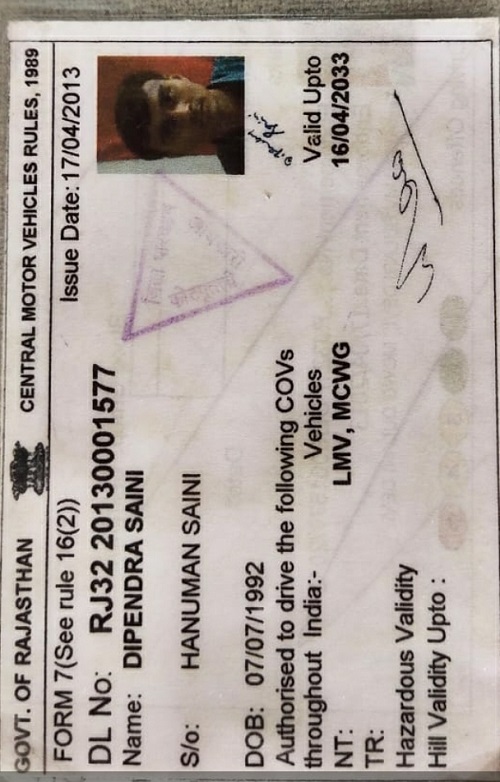 GOVT. OF RAJASTHAN CENTRAL MOTOR VEHICLES RULES, 1989
FORM 7(See rule 16(2)) Issue Date:17/04/2013
DL No: RJ32 20130001577
Name: DIPENDRA SAINI
S/o: HANUMAN SAINI
DOB: 07/07/1992
Valid Upto
16/04/2033
Authorised to drive the following COVs
throughout India:- Vehicles
NT: LMV, MCWG
TR:
Hazardous Validity
Hill Validity Upto :